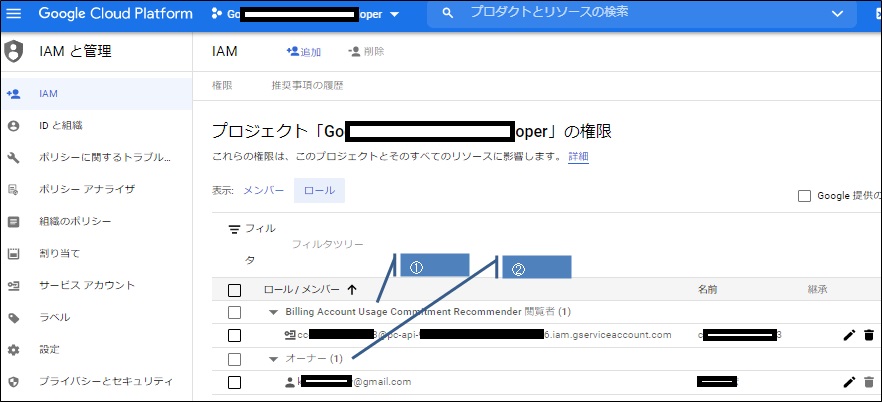 Google Cloud Platform
Go oper
プロダクトとリソースの検索
IAM と管理
IAM
追加
削除
権限
推奨事項の履歴
IAM
ID と組織
ポリシーに関するトラブル...
ポリシー アナライザ
組織のポリシー
割り当て
サービス アカウント
ラベル
設定
プライバシーとセキュリティ
プロジェクト「Go oper」の権限
これらの権限は、このプロジェクトとそのすべてのリソースに影響します。 詳細
表示: メンバー ロール
Google 提供の
フィル
タ
フィルタツリー
① ②
ロール / メンバー 名前 継承
Billing Account Usage Commitment Recommender 閲覧者 (1)
cc 3@pc-api- 6.iam.gserviceaccount.com c 3
オーナー (1)
@gmail.com